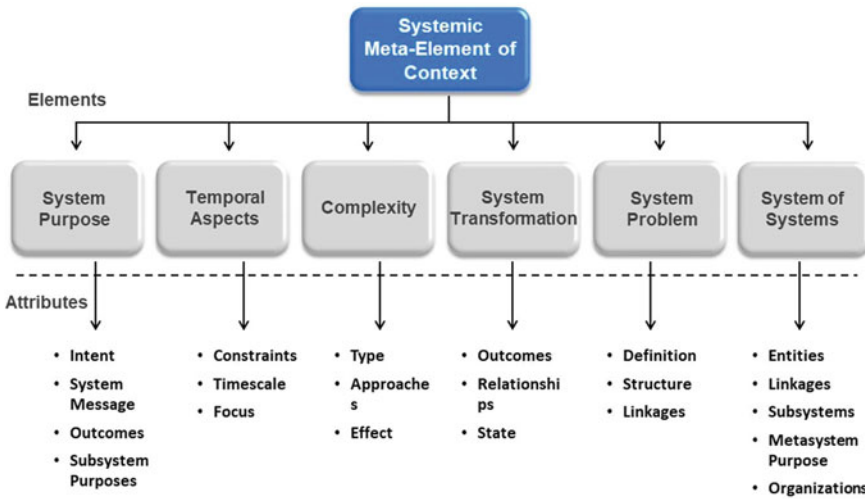 Systemic
Meta-Element of
Context
Elements
System
Purpose
Temporal
Aspects
Complexity
System
Transformation
System
Problem
System of
Systems
Attributes
• Intent
• System
Message
• Outcomes
• Subsystem
Purposes
• Constraints
• Timescale
• Focus
• Type
• Approache
s
• Effect
• Outcomes
• Relationshi
ps
• State
• Definition
• Structure
• Linkages
• Entities
• Linkages
• Subsystems
• Metasystem
Purpose
• Organizations